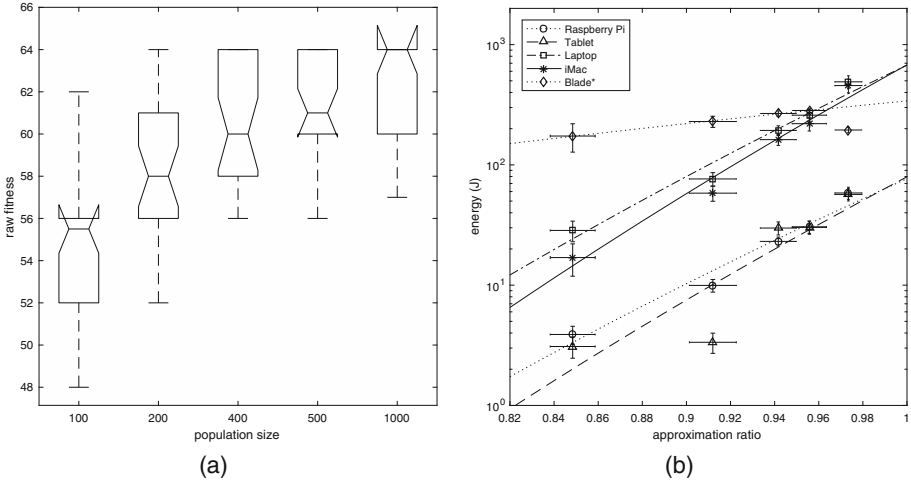 66
64
62
60
58
56
54
52
50
48
raw fitness
100 200 400 500 1000
population size
(a)
Raspberry Pi
Tablet
Laptop
iMac
Blade*
10³
10²
10¹
10⁰
energy (J)
0.82 0.84 0.86 0.88 0.9 0.92 0.94 0.96 0.98 1
approximation ratio
(b)